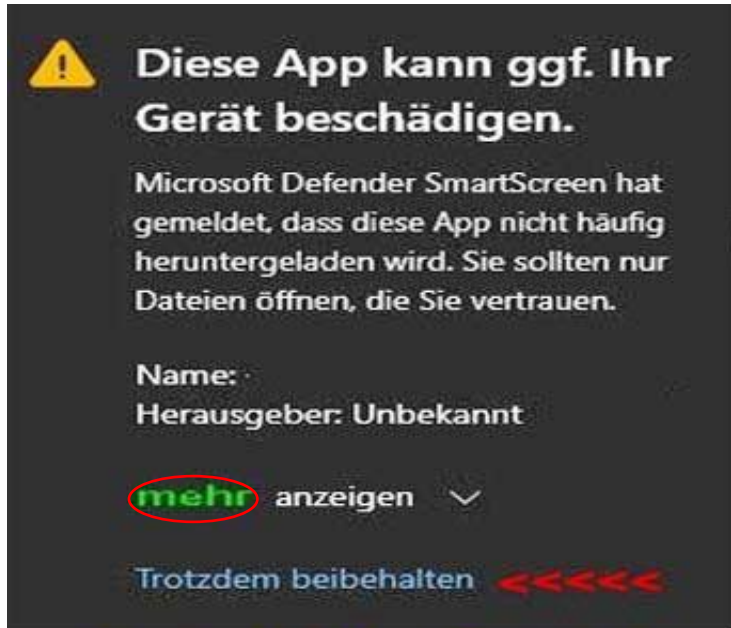 Diese App kann ggf. Ihr
Gerät beschädigen.
Microsoft Defender SmartScreen hat
gemeldet, dass diese App nicht häufig
heruntergeladen wird. Sie sollten nur
Dateien öffnen, die Sie vertrauen.
Name:
Herausgeber: Unbekannt
mehr anzeigen
Trotzdem beibehalten <<<<<